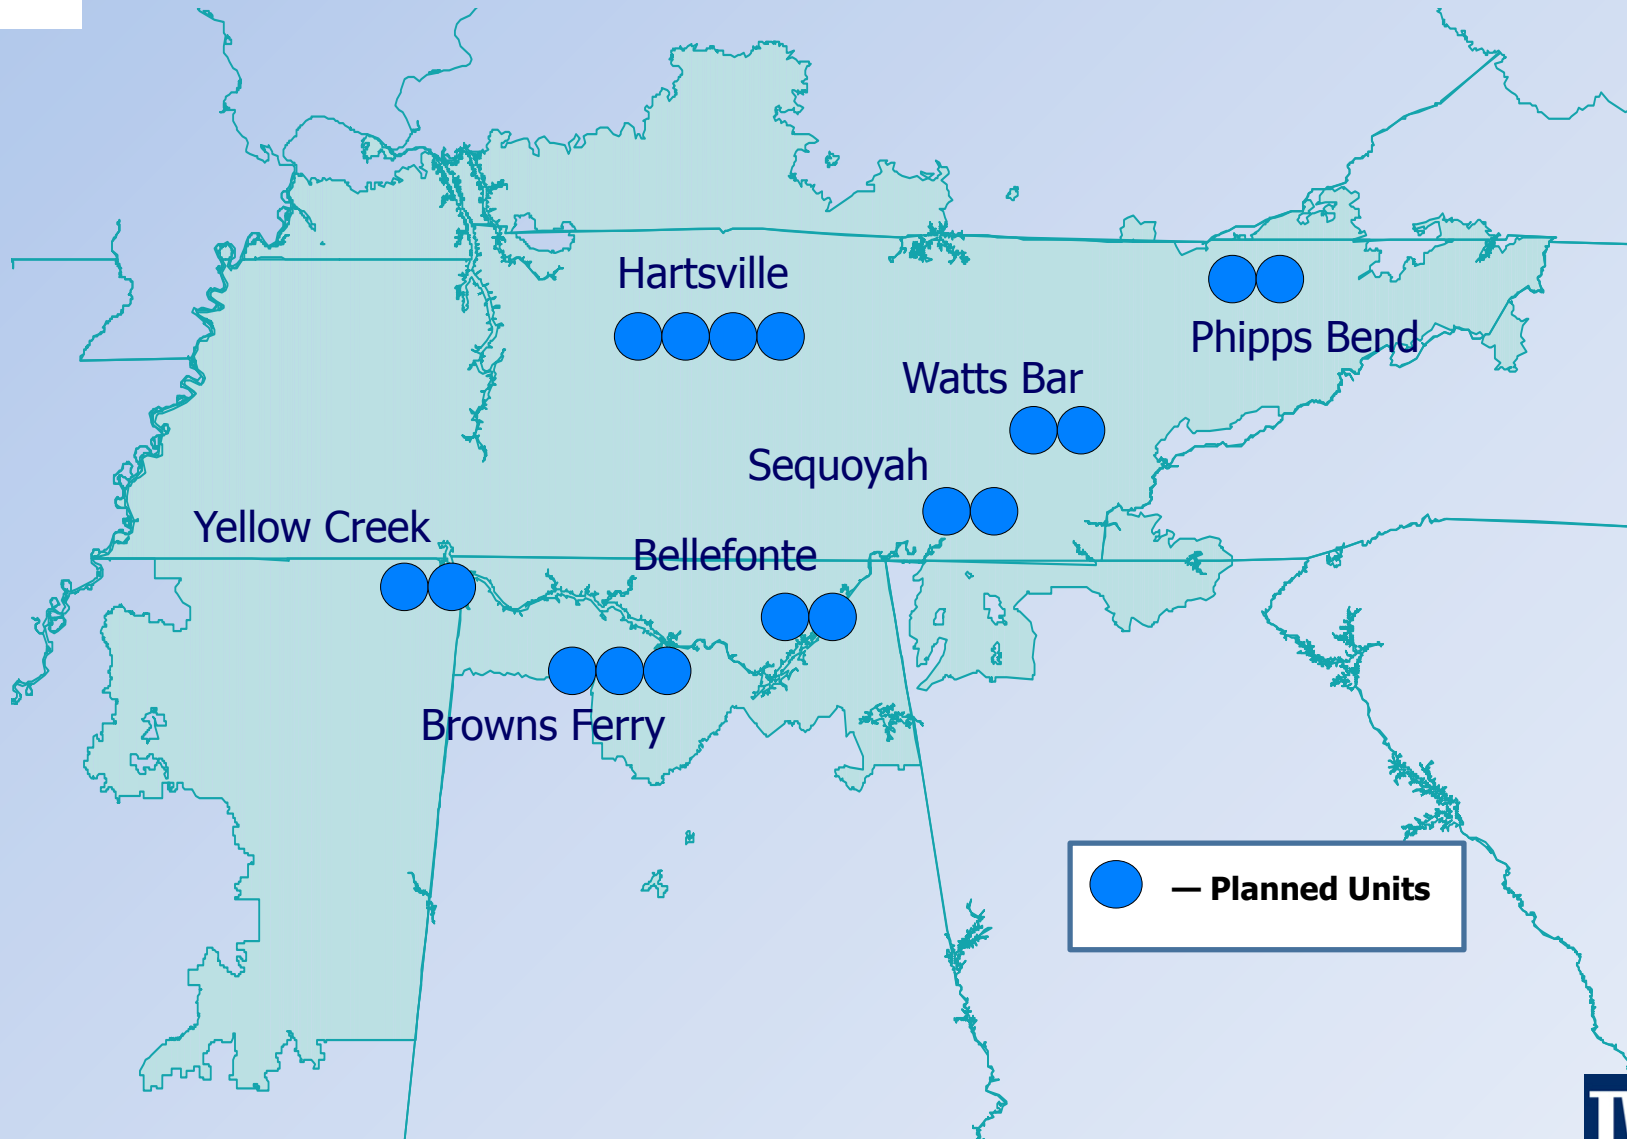 Hartsville
Phipps Bend
Watts Bar
Sequoyah
Yellow Creek
Bellefonte
Browns Ferry
— Planned Units